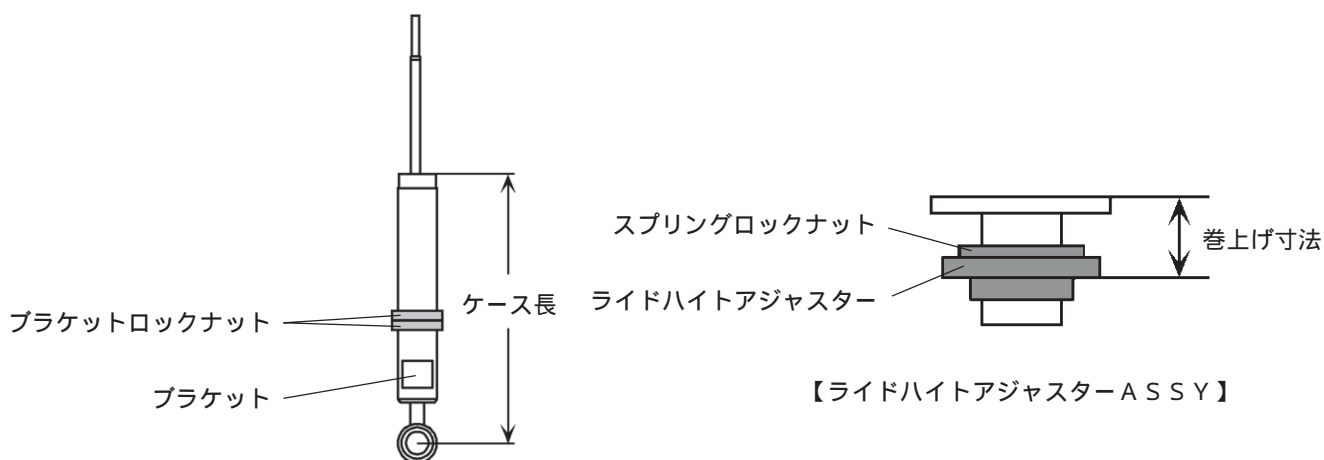 スプリングロックナット
巻上げ寸法
ライドハイトアジャスター
ケース長
ブラケットロックナット
ブラケット
【ライドハイトアジャスターＡＳＳＹ】